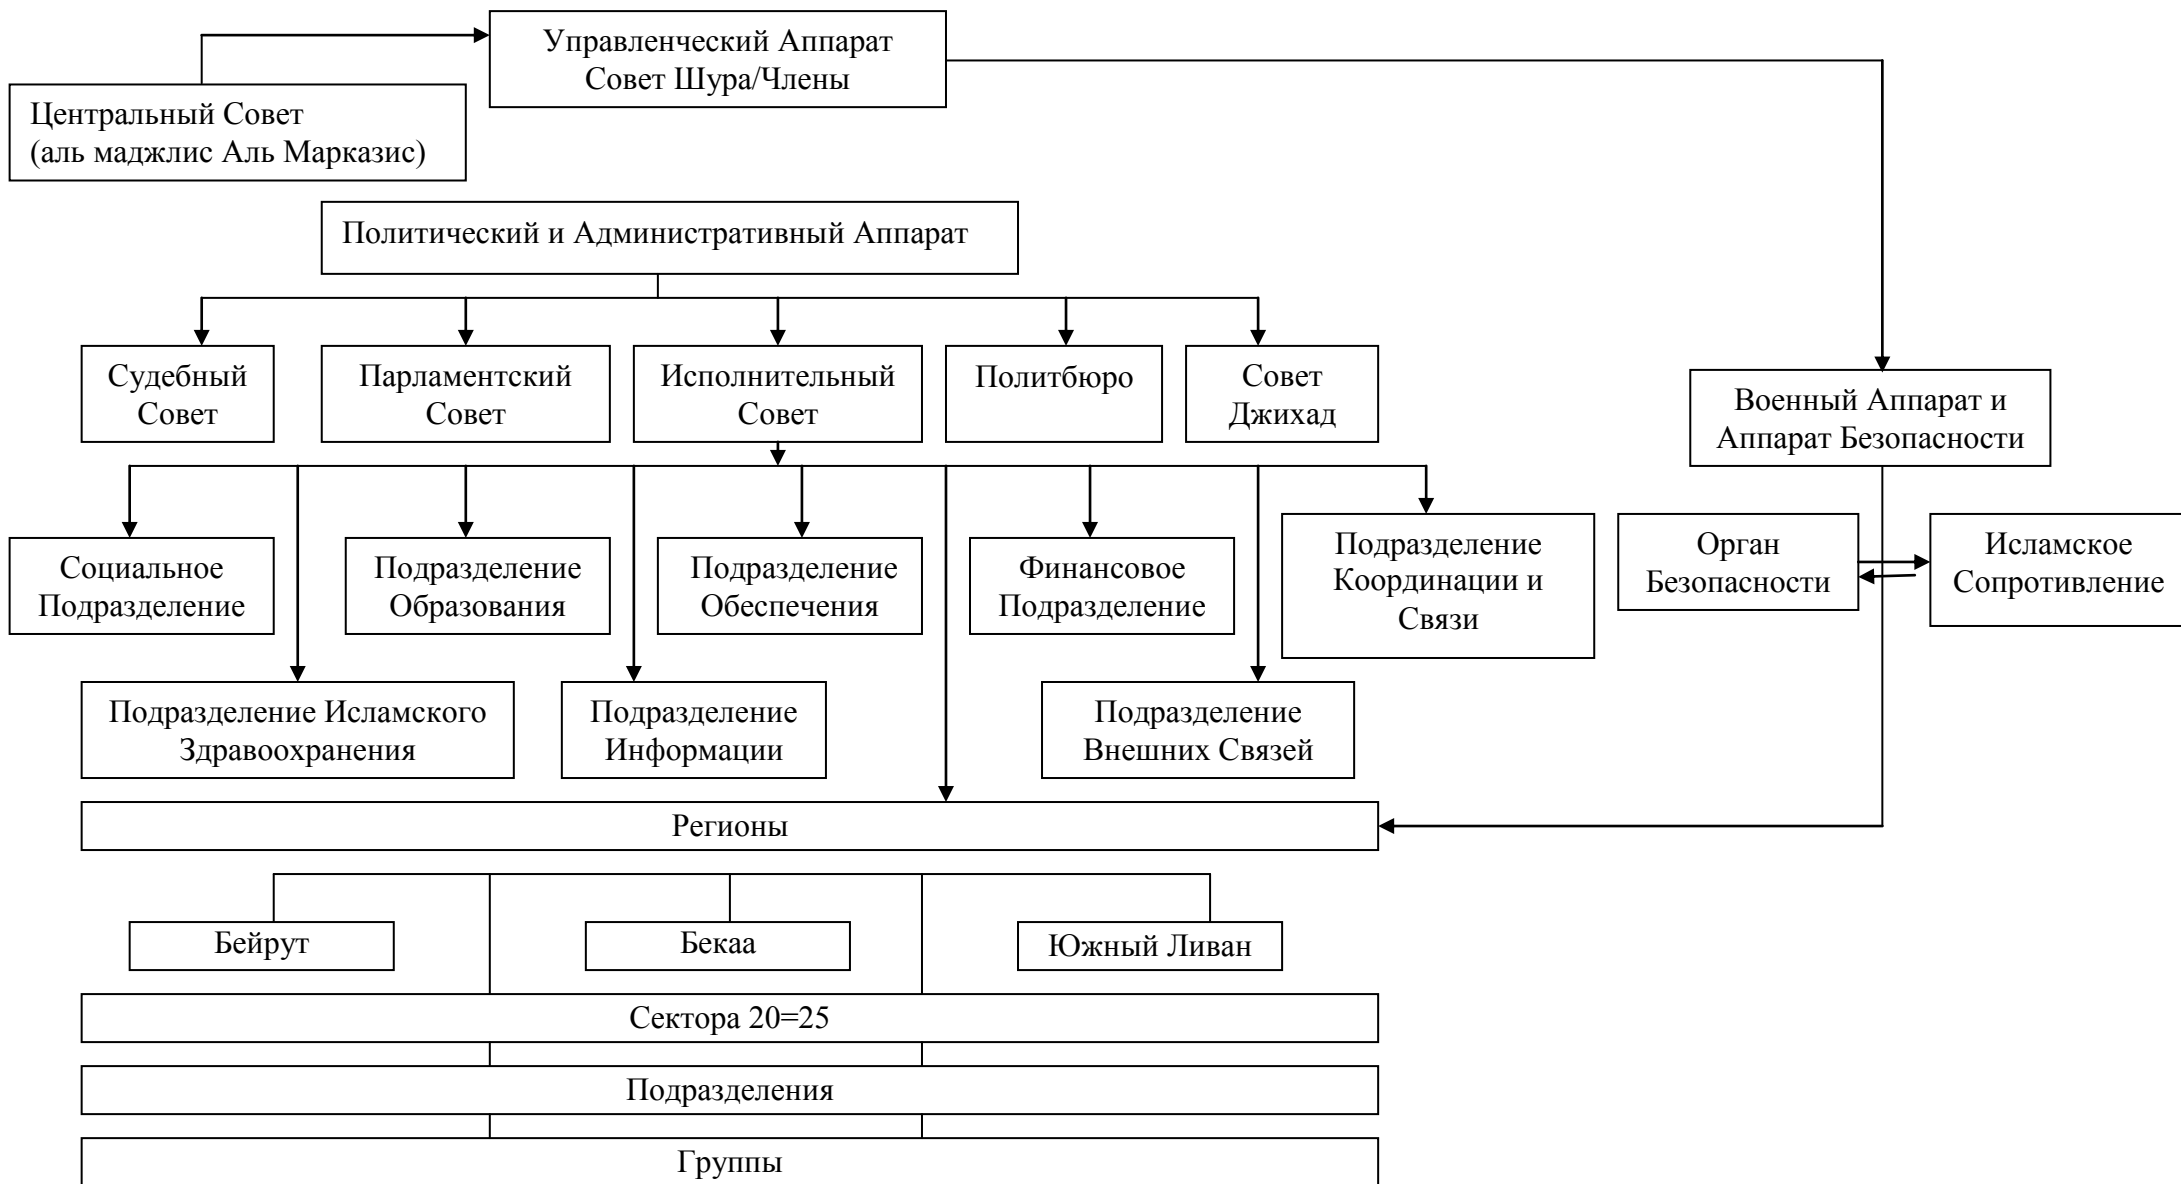 Управленческий Аппарат
Совет Шура/Члены
Центральный Совет
(аль маджлис Аль Марказис)
Политический и Административный Аппарат
Судебный
Совет
Парламентский
Совет
Исполнительный
Совет
Политбюро
Совет
Джихад
Военный Аппарат и
Аппарат Безопасности
Социальное
Подразделение
Подразделение
Образования
Подразделение
Обеспечения
Финансовое
Подразделение
Подразделение
Координации и
Связи
Орган
Безопасности
Исламское
Сопротивление
Подразделение Исламского
Здравоохранения
Подразделение
Информации
Подразделение
Внешних Связей
Регионы
Бейрут
Бекаа
Южный Ливан
Сектора 20=25
Подразделения
Группы